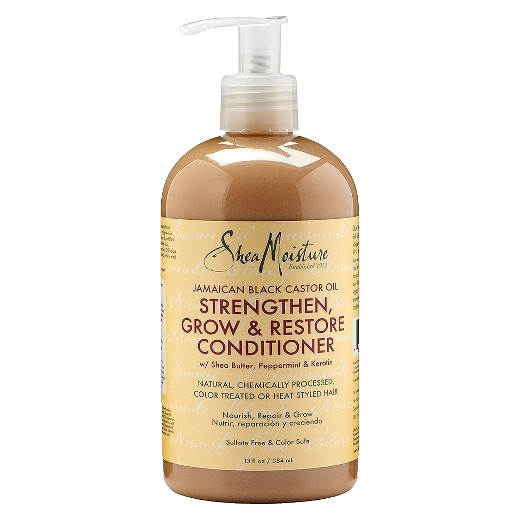 SheaMoisture
Established 1912
JAMAICAN BLACK CASTOR OIL
STRENGTHEN,
GROW & RESTORE
CONDITIONER
w/ Shea Butter, Peppermint & Keratin
NATURAL, CHEMICALLY PROCESSED,
COLOR TREATED OR HEAT STYLED HAIR
Nourish, Repair & Grow
Nutrir, reparación y creciendo
Sulfate Free & Color Safe
13 fl oz / 384 mL